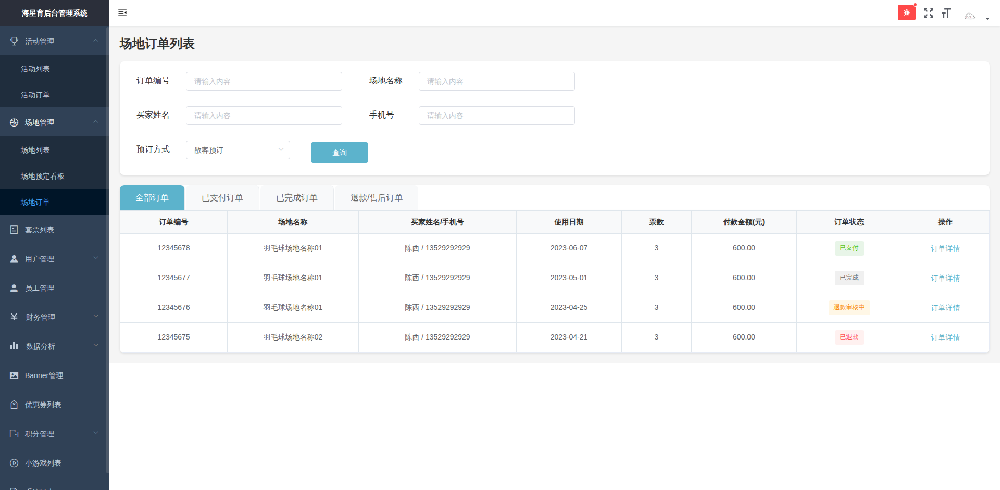 海星育后台管理系统
活动管理
活动列表
活动订单
场地管理
场地列表
场地预定看板
场地订单
套票列表
用户管理
员工管理
财务管理
数据分析
Banner管理
优惠券列表
积分管理
小游戏列表
场地订单列表
订单编号 请输入内容 场地名称 请输入内容
买家姓名 请输入内容 手机号 请输入内容
预订方式 散客预订 查询
全部订单 已支付订单 已完成订单 退款/售后订单
订单编号 场地名称 买家姓名/手机号 使用日期 票数 付款金额(元) 订单状态 操作
12345678 羽毛球场地名称01 陈西 / 13529292929 2023-06-07 3 600.00 已支付 订单详情
12345677 羽毛球场地名称01 陈西 / 13529292929 2023-05-01 3 600.00 已完成 订单详情
12345676 羽毛球场地名称01 陈西 / 13529292929 2023-04-25 3 600.00 退款审核中 订单详情
12345675 羽毛球场地名称02 陈西 / 13529292929 2023-04-21 3 600.00 已退款 订单详情